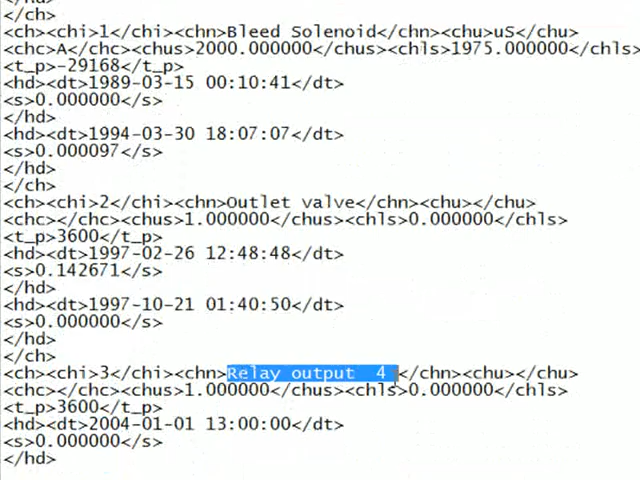 </ch>
<ch><chi>1</chi><chn>Bleed Solenoid</chn><chu>uS</chu>
<chc>A</chc><chus>2000.000000</chus><chls>1975.000000</chls>
<t_p>-29168</t_p>
<hd><dt>1989-03-15 00:10:41</dt>
<s>0.000000</s>
</hd>
<hd><dt>1994-03-30 18:07:07</dt>
<s>0.000097</s>
</hd>
</ch>
<ch><chi>2</chi><chn>Outlet valve</chn><chu></chu>
<chc></chc><chus>1.000000</chus><chls>0.000000</chls>
<t_p>3600</t_p>
<hd><dt>1997-02-26 12:48:48</dt>
<s>0.142671</s>
</hd>
<hd><dt>1997-10-21 01:40:50</dt>
<s>0.000000</s>
</hd>
</ch>
<ch><chi>3</chi><chn>Relay output  4 </chn><chu></chu>
<chc></chc><chus>1.000000</chus><chls>0.000000</chls>
<t_p>3600</t_p>
<hd><dt>2004-01-01 13:00:00</dt>
<s>0.000000</s>
</hd>